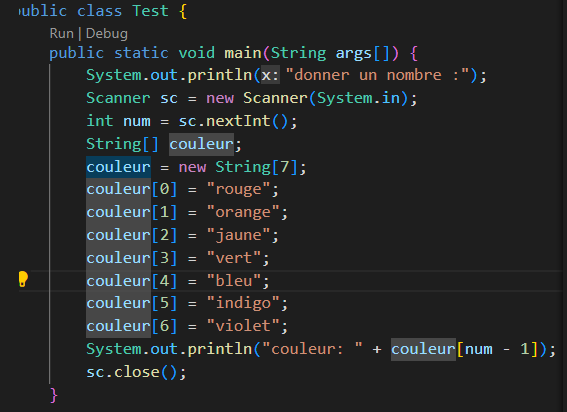 public class Test {
Run | Debug
public static void main(String args[]) {
System.out.println(x: "donner un nombre :");
Scanner sc = new Scanner(System.in);
int num = sc.nextInt();
String[] couleur;
couleur = new String[7];
couleur[0] = "rouge";
couleur[1] = "orange";
couleur[2] = "jaune";
couleur[3] = "vert";
couleur[4] = "bleu";
couleur[5] = "indigo";
couleur[6] = "violet";
System.out.println("couleur: " + couleur[num - 1]);
sc.close();
}